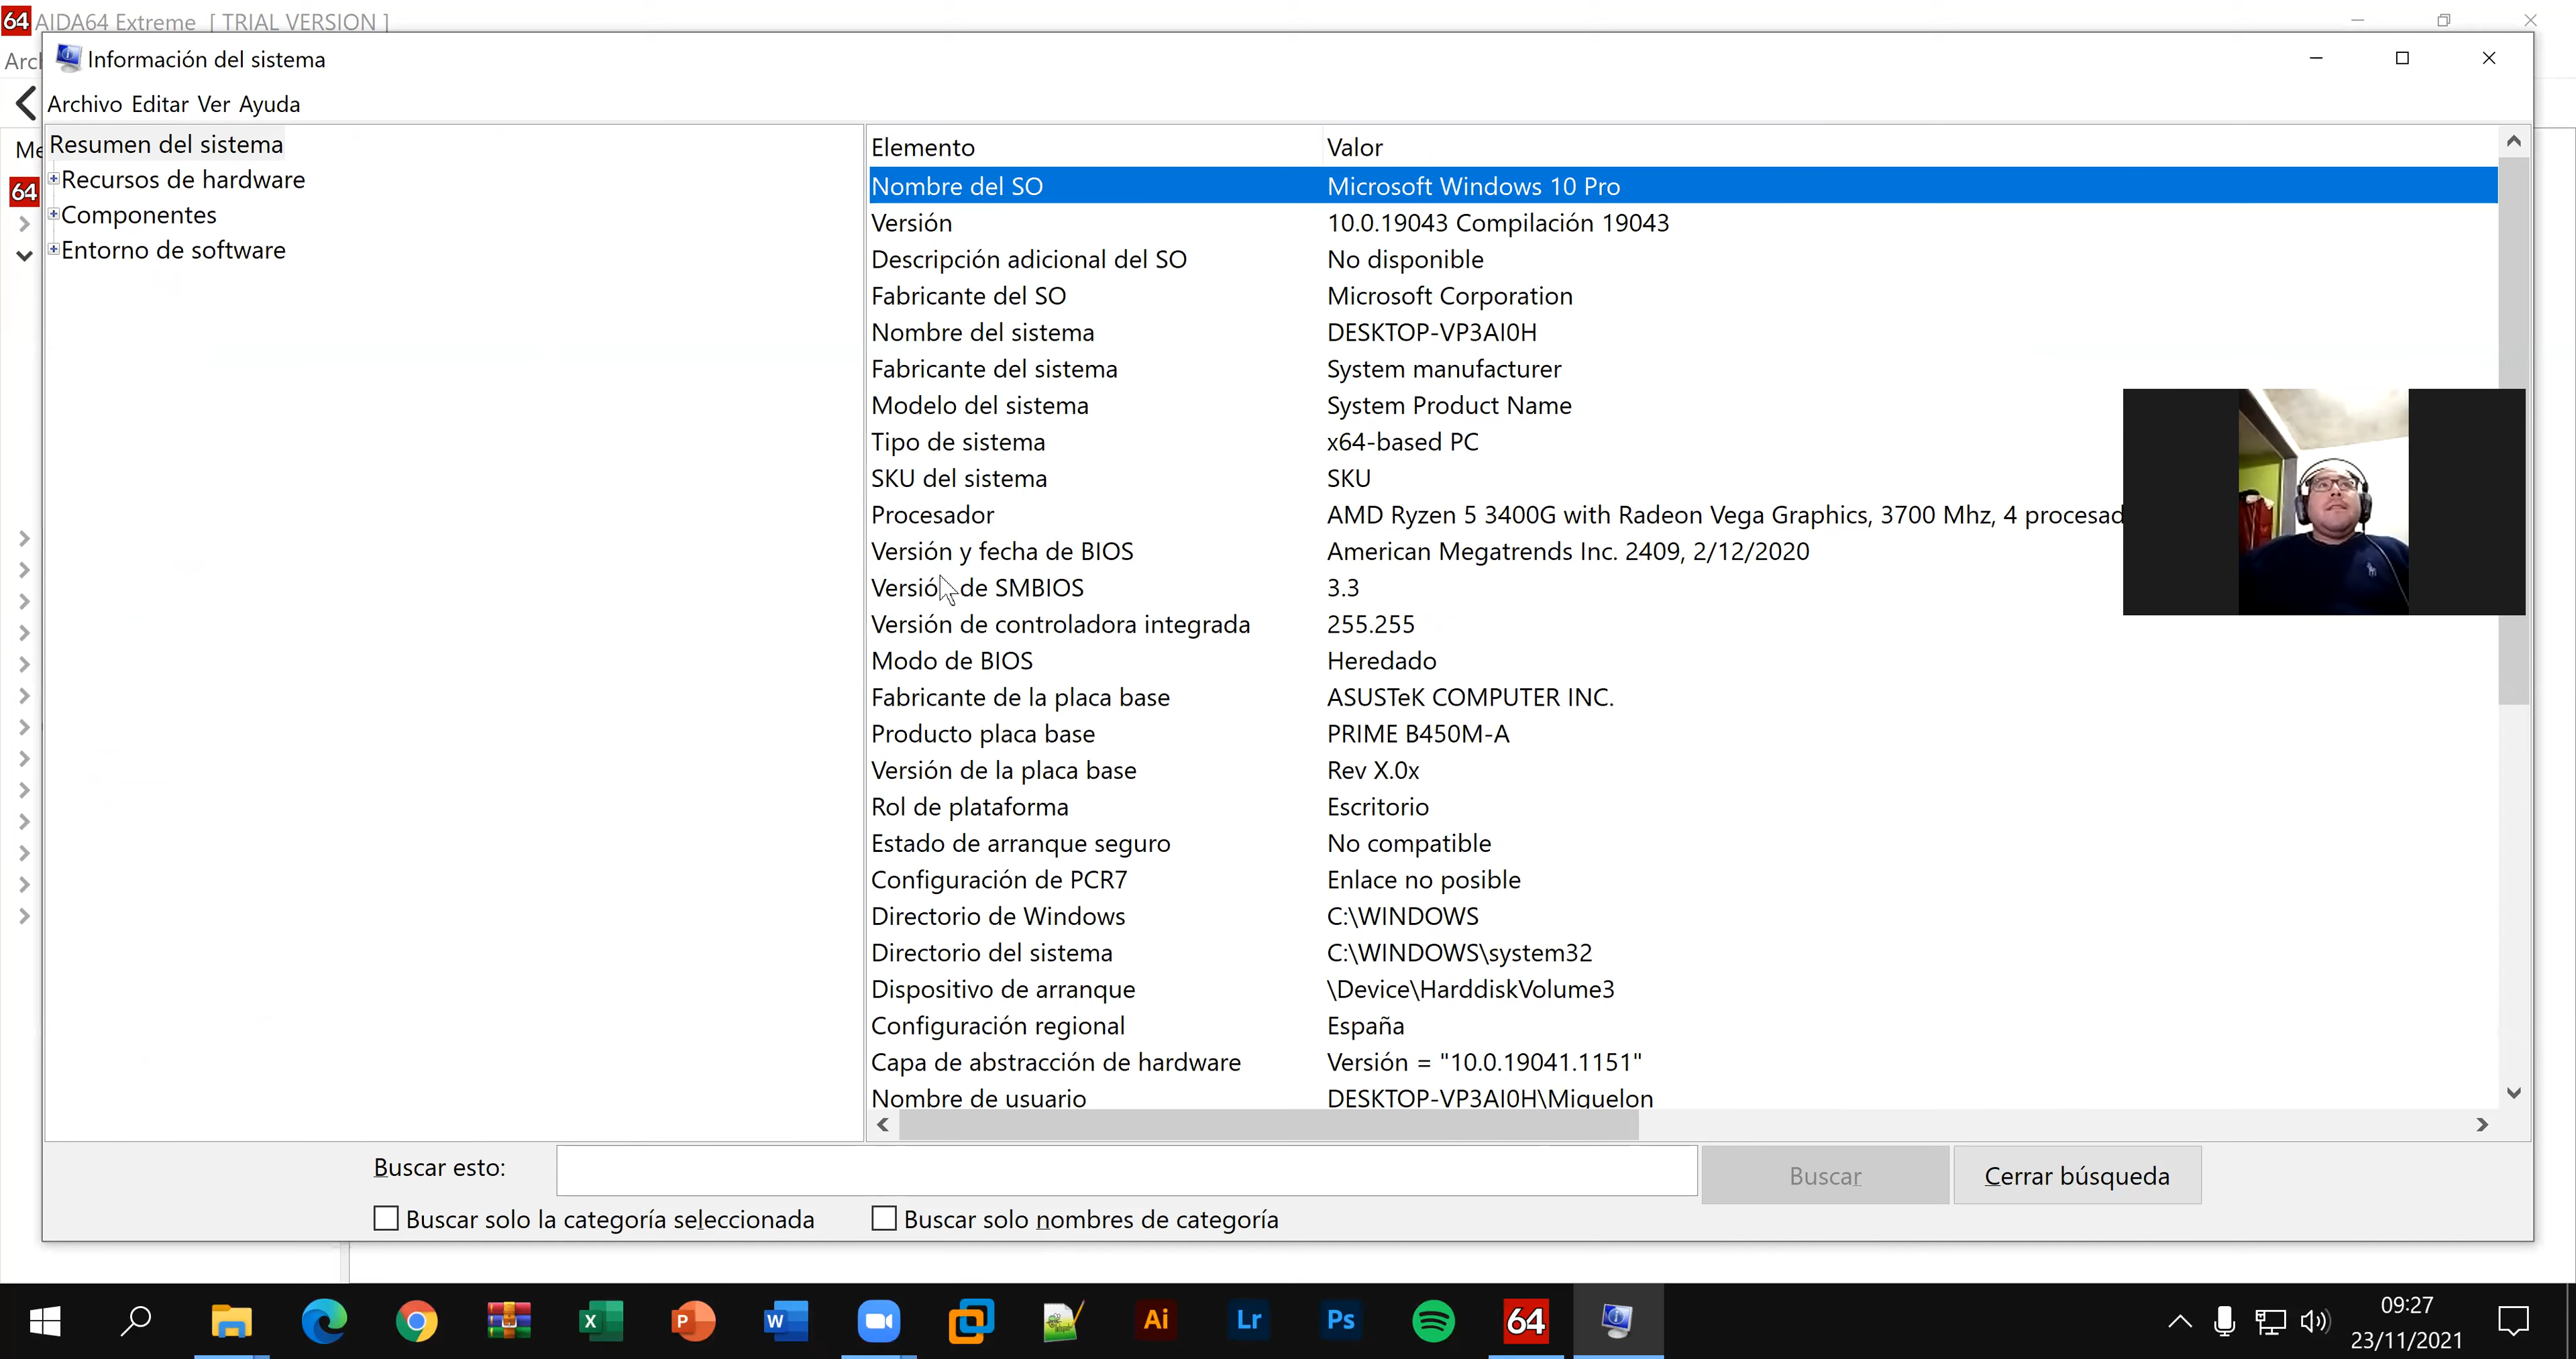 64 AIDA64 Extreme [ TRIAL VERSION ]
Arch
Información del sistema
Archivo Editar Ver Ayuda
Me
64
Resumen del sistema
Recursos de hardware
Componentes
Entorno de software
Elemento Valor
Nombre del SO Microsoft Windows 10 Pro
Versión 10.0.19043 Compilación 19043
Descripción adicional del SO No disponible
Fabricante del SO Microsoft Corporation
Nombre del sistema DESKTOP-VP3AI0H
Fabricante del sistema System manufacturer
Modelo del sistema System Product Name
Tipo de sistema x64-based PC
SKU del sistema SKU
Procesador AMD Ryzen 5 3400G with Radeon Vega Graphics, 3700 Mhz, 4 procesad
Versión y fecha de BIOS American Megatrends Inc. 2409, 2/12/2020
Versión de SMBIOS 3.3
Versión de controladora integrada 255.255
Modo de BIOS Heredado
Fabricante de la placa base ASUSTeK COMPUTER INC.
Producto placa base PRIME B450M-A
Versión de la placa base Rev X.0x
Rol de plataforma Escritorio
Estado de arranque seguro No compatible
Configuración de PCR7 Enlace no posible
Directorio de Windows C:\WINDOWS
Directorio del sistema C:\WINDOWS\system32
Dispositivo de arranque \Device\HarddiskVolume3
Configuración regional España
Capa de abstracción de hardware Versión = "10.0.19041.1151"
Nombre de usuario DESKTOP-VP3AI0H\Miguelon
Buscar esto: Buscar Cerrar búsqueda
Buscar solo la categoría seleccionada Buscar solo nombres de categoría
X P W Ai Lr Ps 64
09:27
23/11/2021